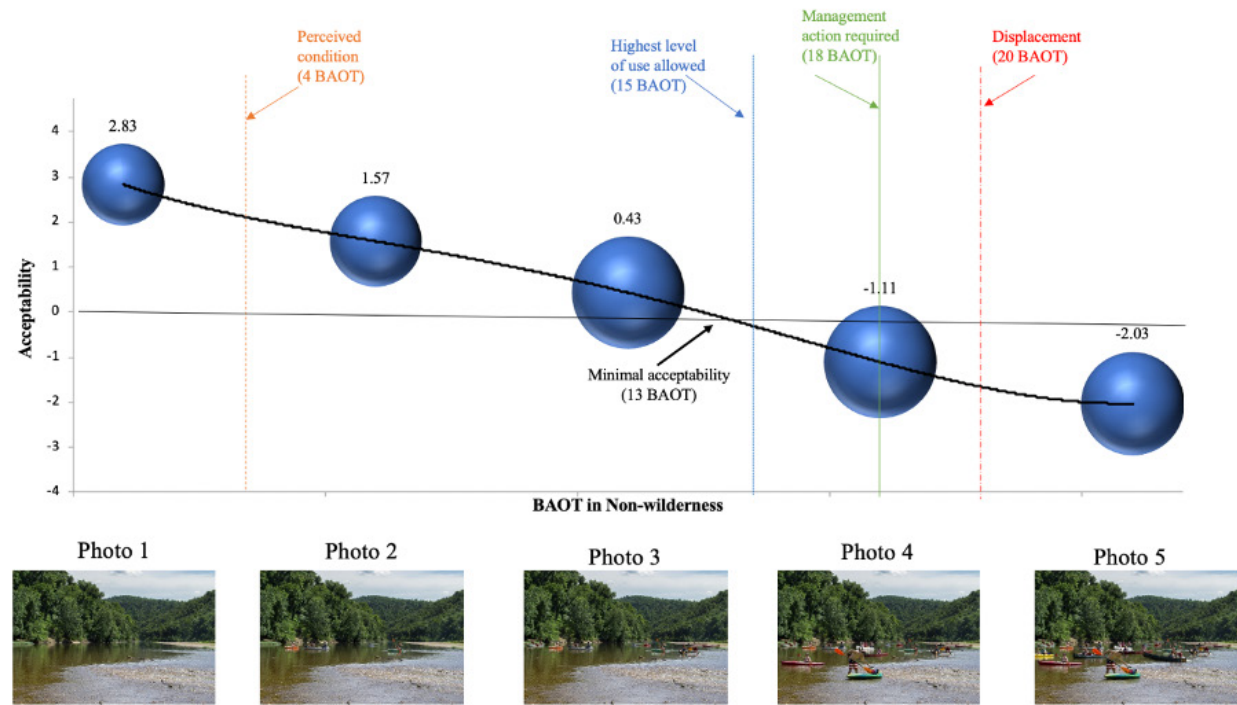 Perceived
condition
(4 BAOT)
Highest level
of use allowed
(15 BAOT)
Management
action required
(18 BAOT)
Displacement
(20 BAOT)
4
3
2
1
0
-1
-2
-3
-4
Acceptability
2.83
1.57
0.43
-1.11
-2.03
Minimal acceptability
(13 BAOT)
BAOT in Non-wilderness
Photo 1
Photo 2
Photo 3
Photo 4
Photo 5